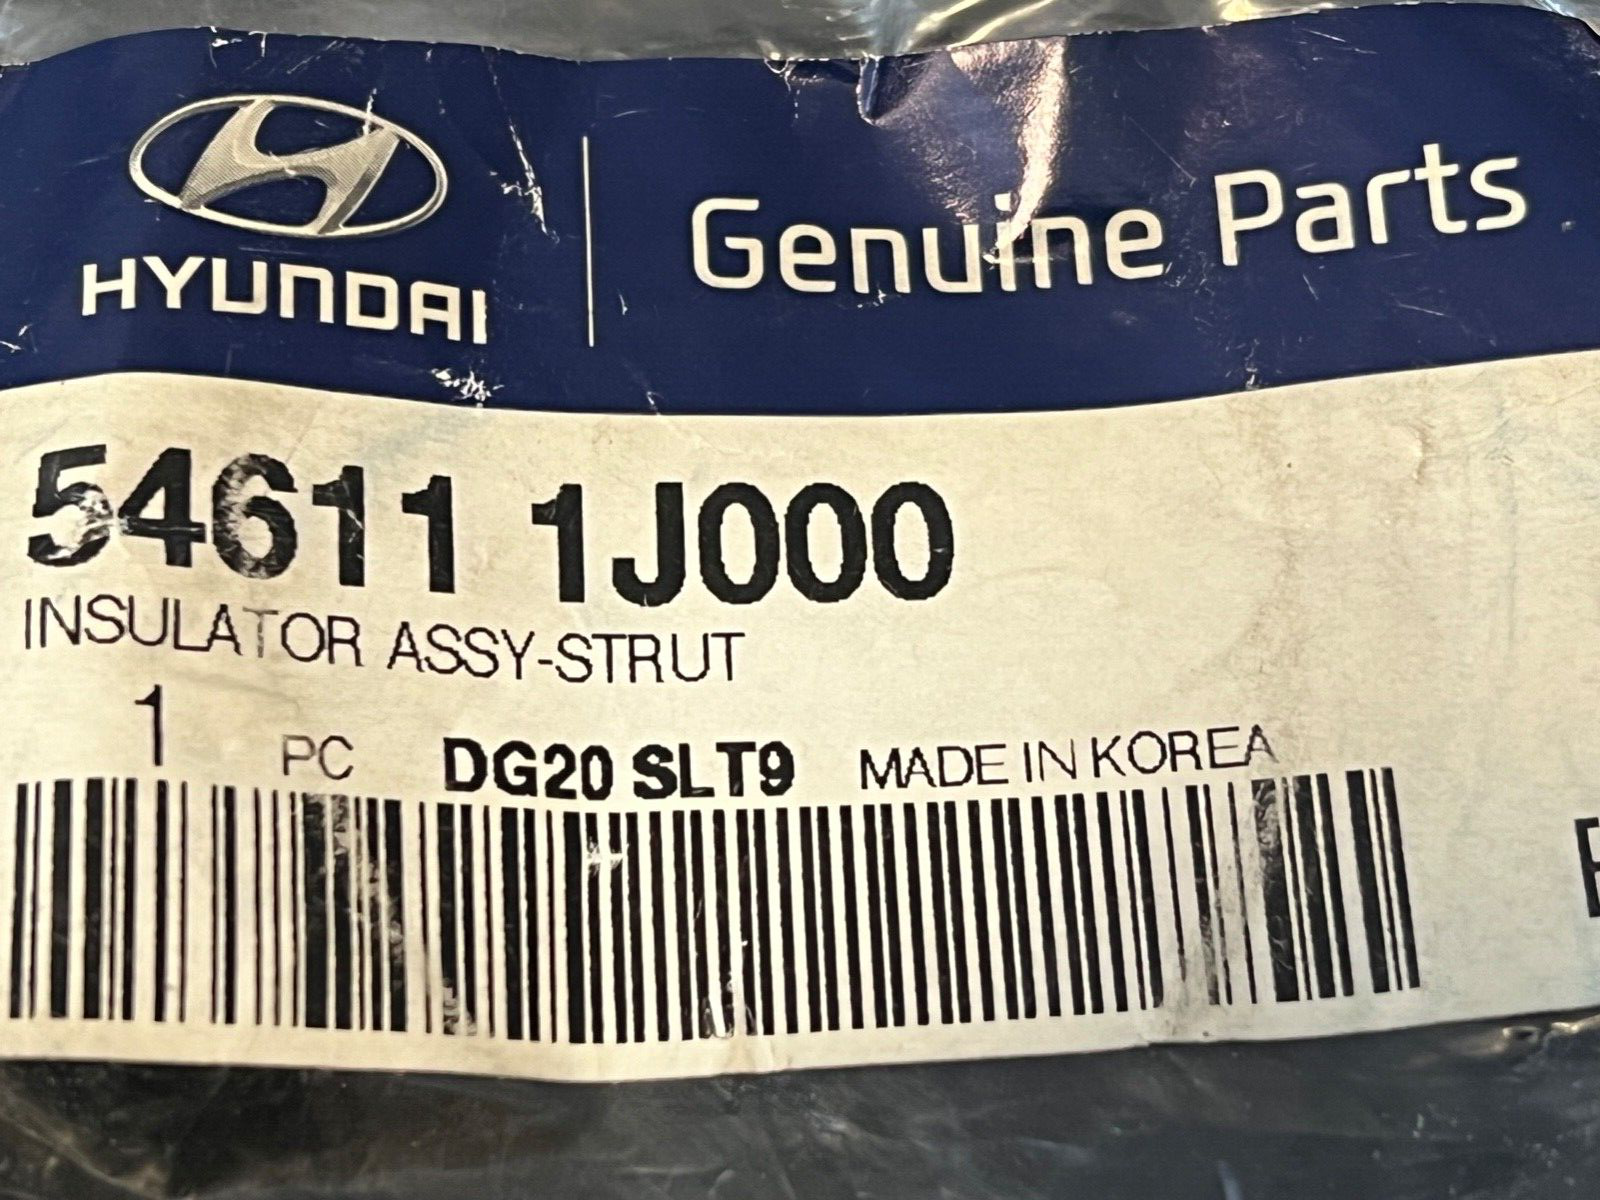 HYUNDAI
Genuine Parts
54611 1J000
INSULATOR ASSY-STRUT
1 PC DG20 SLT9 MADE IN KOREA